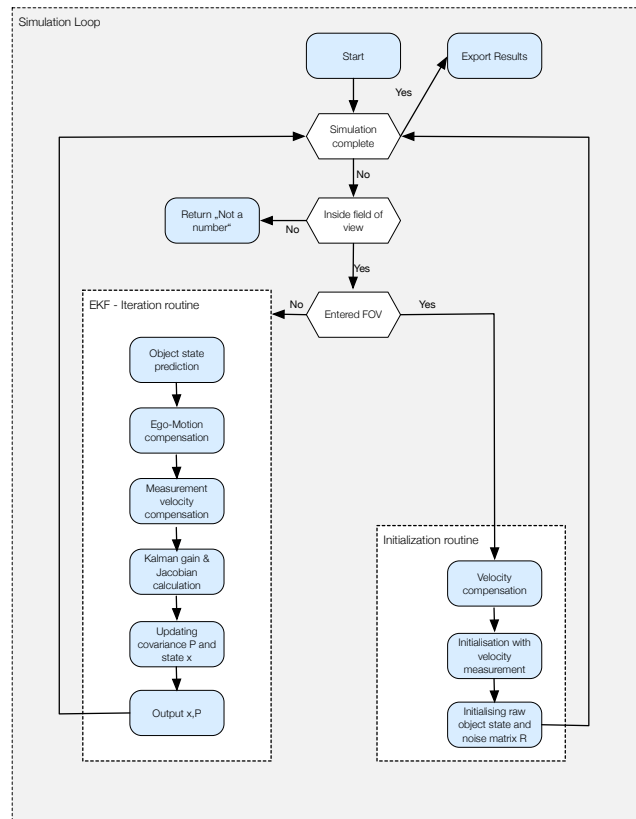 Simulation Loop
Start
Export Results
Yes
Simulation
complete
No
Return „Not a
number“
No
Inside field of
view
Yes
EKF - Iteration routine
No
Entered FOV
Yes
Object state
prediction
Ego-Motion
compensation
Measurement
velocity
compensation
Kalman gain &
Jacobian
calculation
Updating
covariance P and
state x
Output x,P
Initialization routine
Velocity
compensation
Initialisation with
velocity
measurement
Initialising raw
object state and
noise matrix R